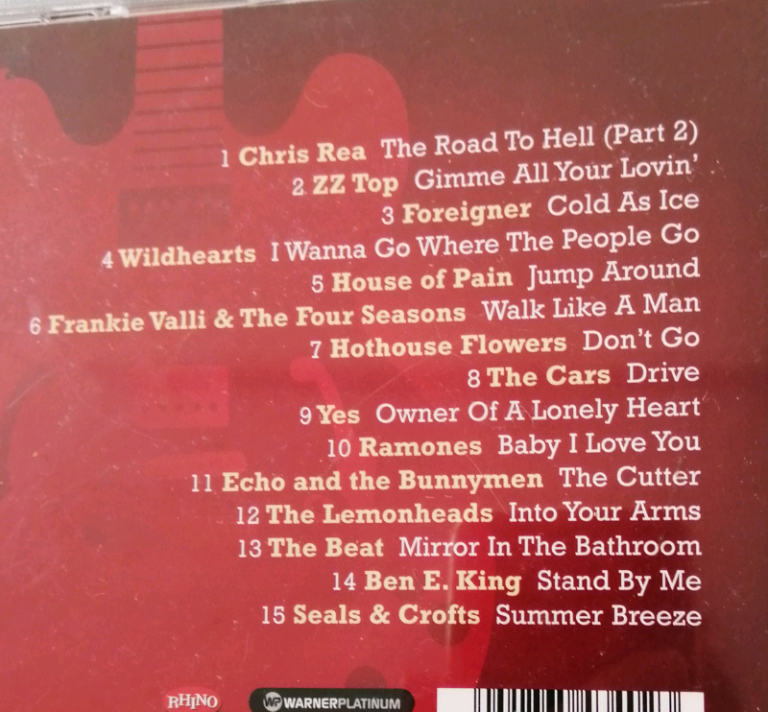 1 Chris Rea The Road To Hell (Part 2)
2 ZZ Top Gimme All Your Lovin'
3 Foreigner Cold As Ice
4 Wildhearts I Wanna Go Where The People Go
5 House of Pain Jump Around
6 Frankie Valli & The Four Seasons Walk Like A Man
7 Hothouse Flowers Don't Go
8 The Cars Drive
9 Yes Owner Of A Lonely Heart
10 Ramones Baby I Love You
11 Echo and the Bunnymen The Cutter
12 The Lemonheads Into Your Arms
13 The Beat Mirror In The Bathroom
14 Ben E. King Stand By Me
15 Seals & Crofts Summer Breeze
RHINO WP WARNERPLATINUM